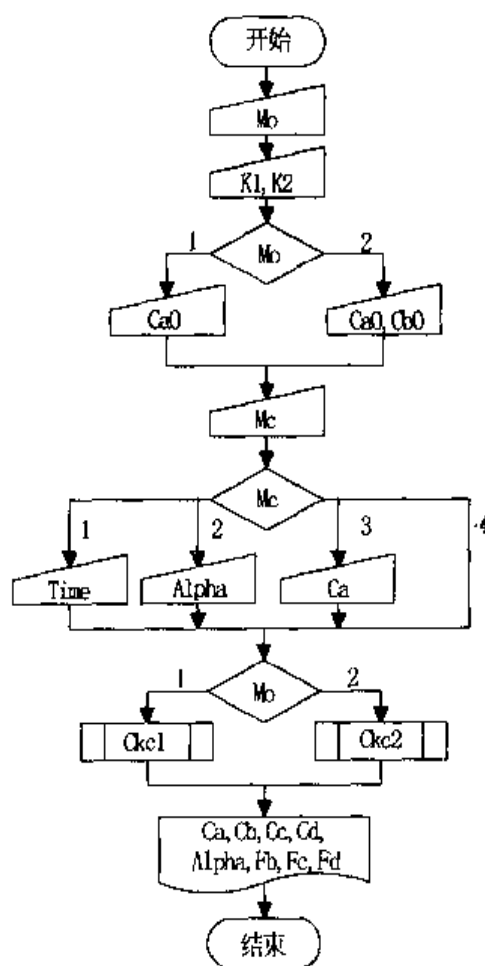 开始
Mo
K1, K2
1
Mo
2
Ca0
Ca0, Cb0
Mc
Mc
1
2
3
4
Time
Alpha
Ca
1
Mo
2
Ckc1
Ckc2
Ca, Cb, Cc, Cd,
Alpha, Fb, Fc, Fd
结束